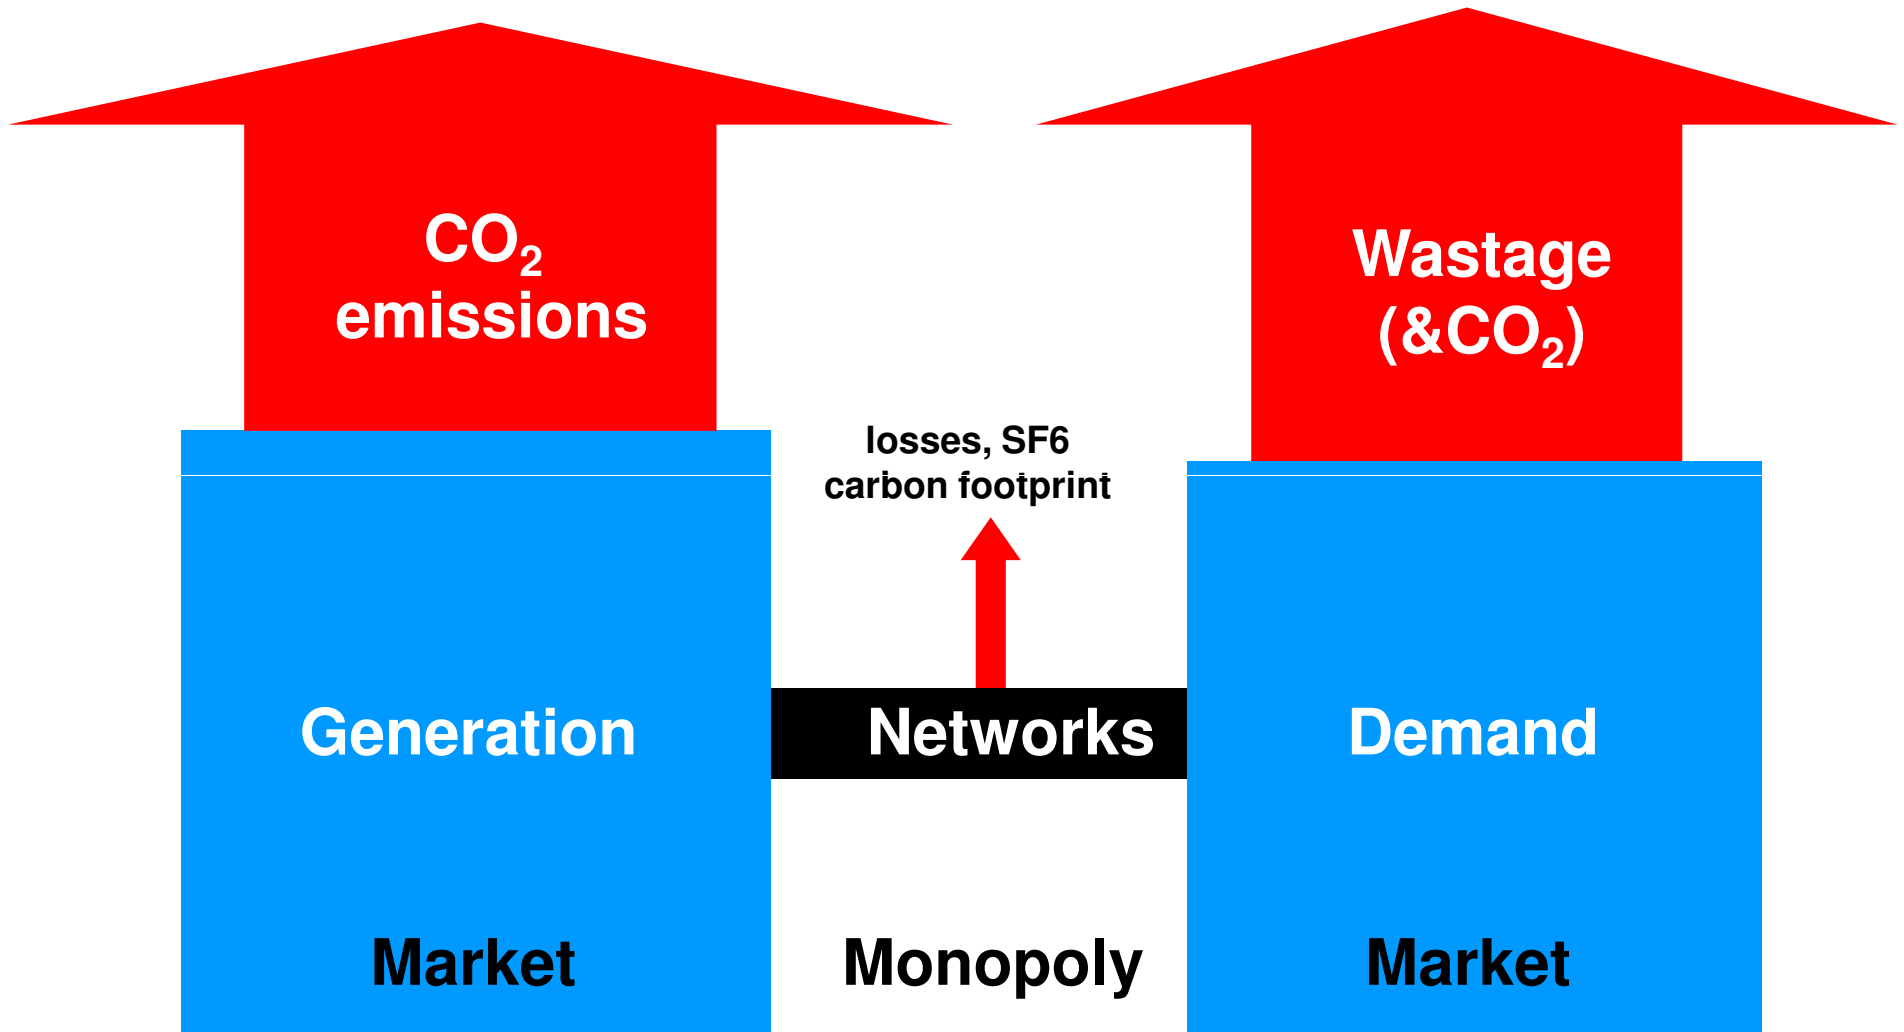 CO₂
emissions
Wastage
(&CO₂)
losses, SF6
carbon footprint
Generation
Networks
Demand
Market
Monopoly
Market